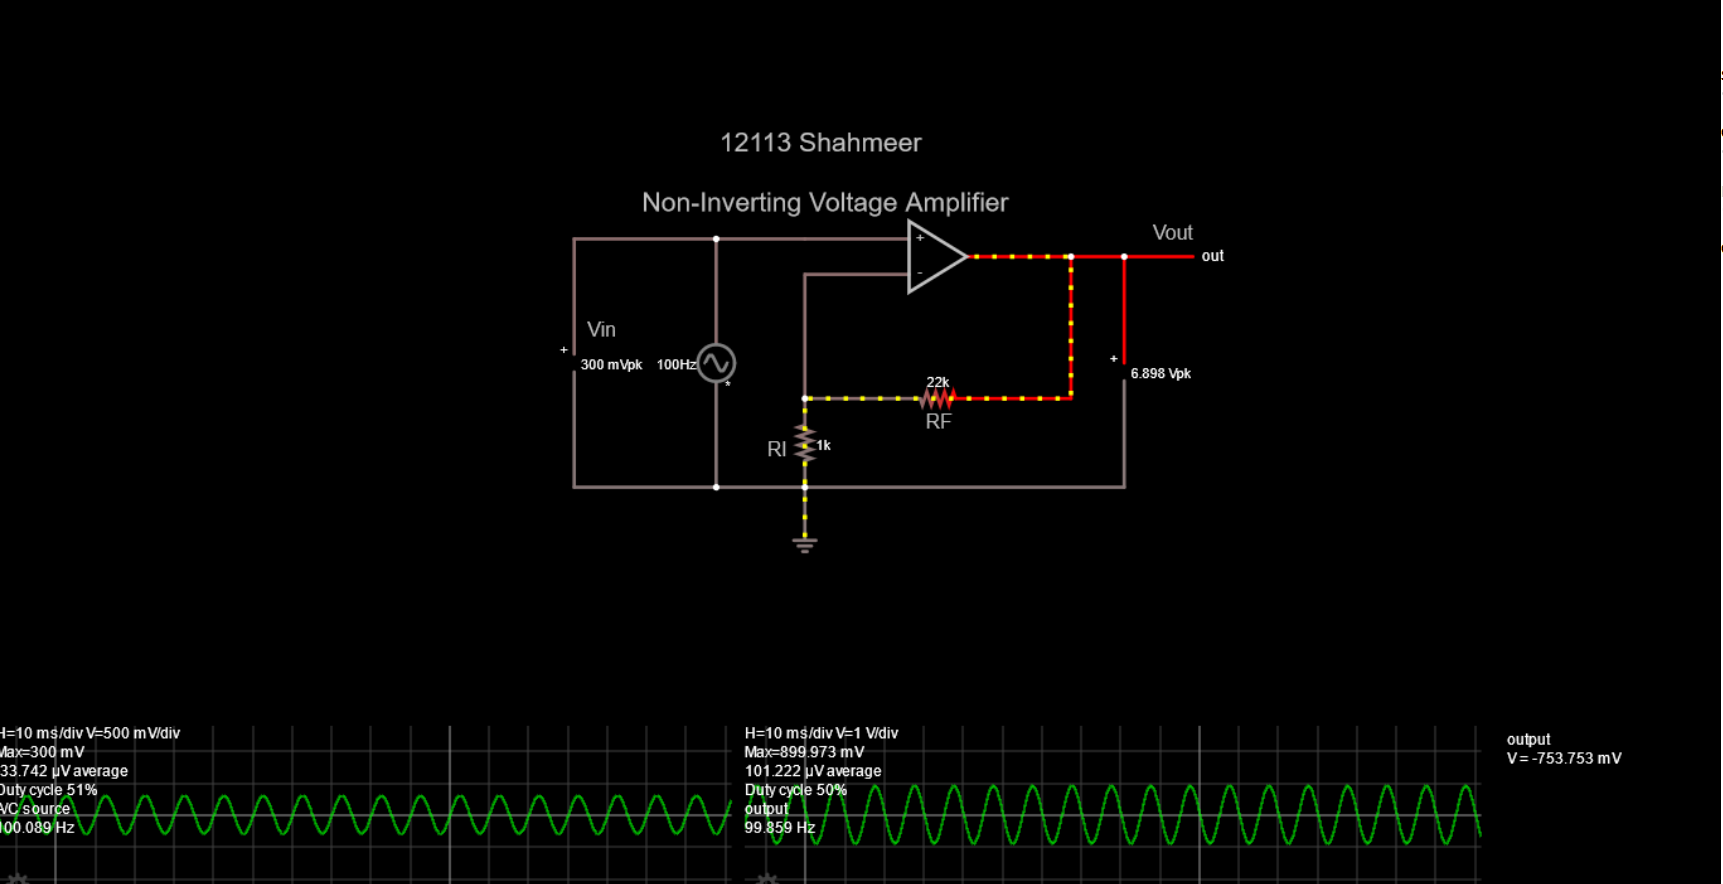 12113 Shahmeer
Non-Inverting Voltage Amplifier
+
-
Vout
out
Vin
+
300 mVpk
100Hz
+
6.898 Vpk
22k
RF
RI
1k
H=10 ms/div V=500 mV/div
Max=300 mV
33.742 µV average
Duty cycle 51%
A/C source
100.089 Hz
H=10 ms/div V=1 V/div
Max=899.973 mV
101.222 µV average
Duty cycle 50%
output
99.859 Hz
output
V = -753.753 mV